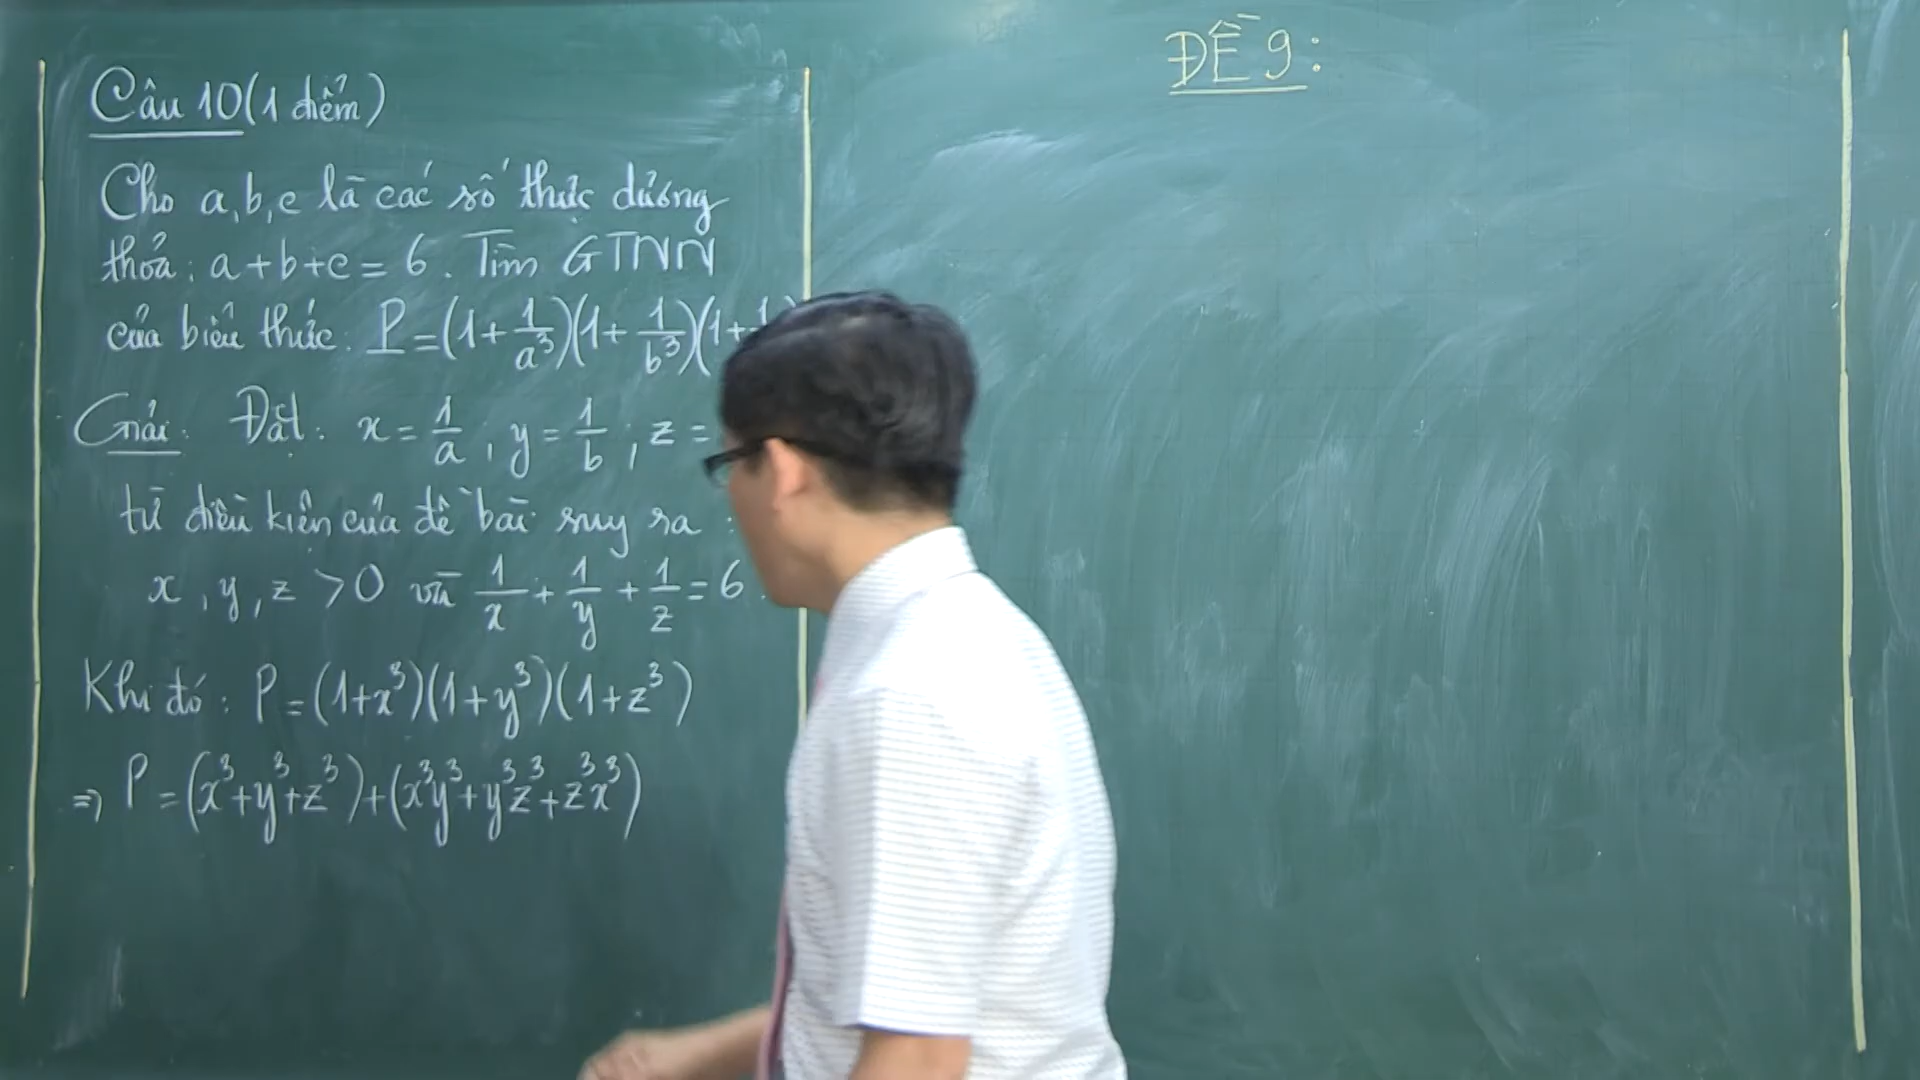 Câu 10 (1 điểm)
Cho a, b, c là các số thực dương
thỏa: a + b + c = 6. Tìm GTNN
của biểu thức: P = (1 + 1/a³)(1 + 1/b³)(1 + 1
Giải: Đặt: x = 1/a, y = 1/b, z =
từ điều kiện của đề bài suy ra :
x, y, z > 0 và 1/x + 1/y + 1/z = 6.
Khi đó: P = (1+x³)(1+y³)(1+z³)
⇒ P = (x³+y³+z³)+(x³y³+y³z³+z³x³)
ĐỀ 9: